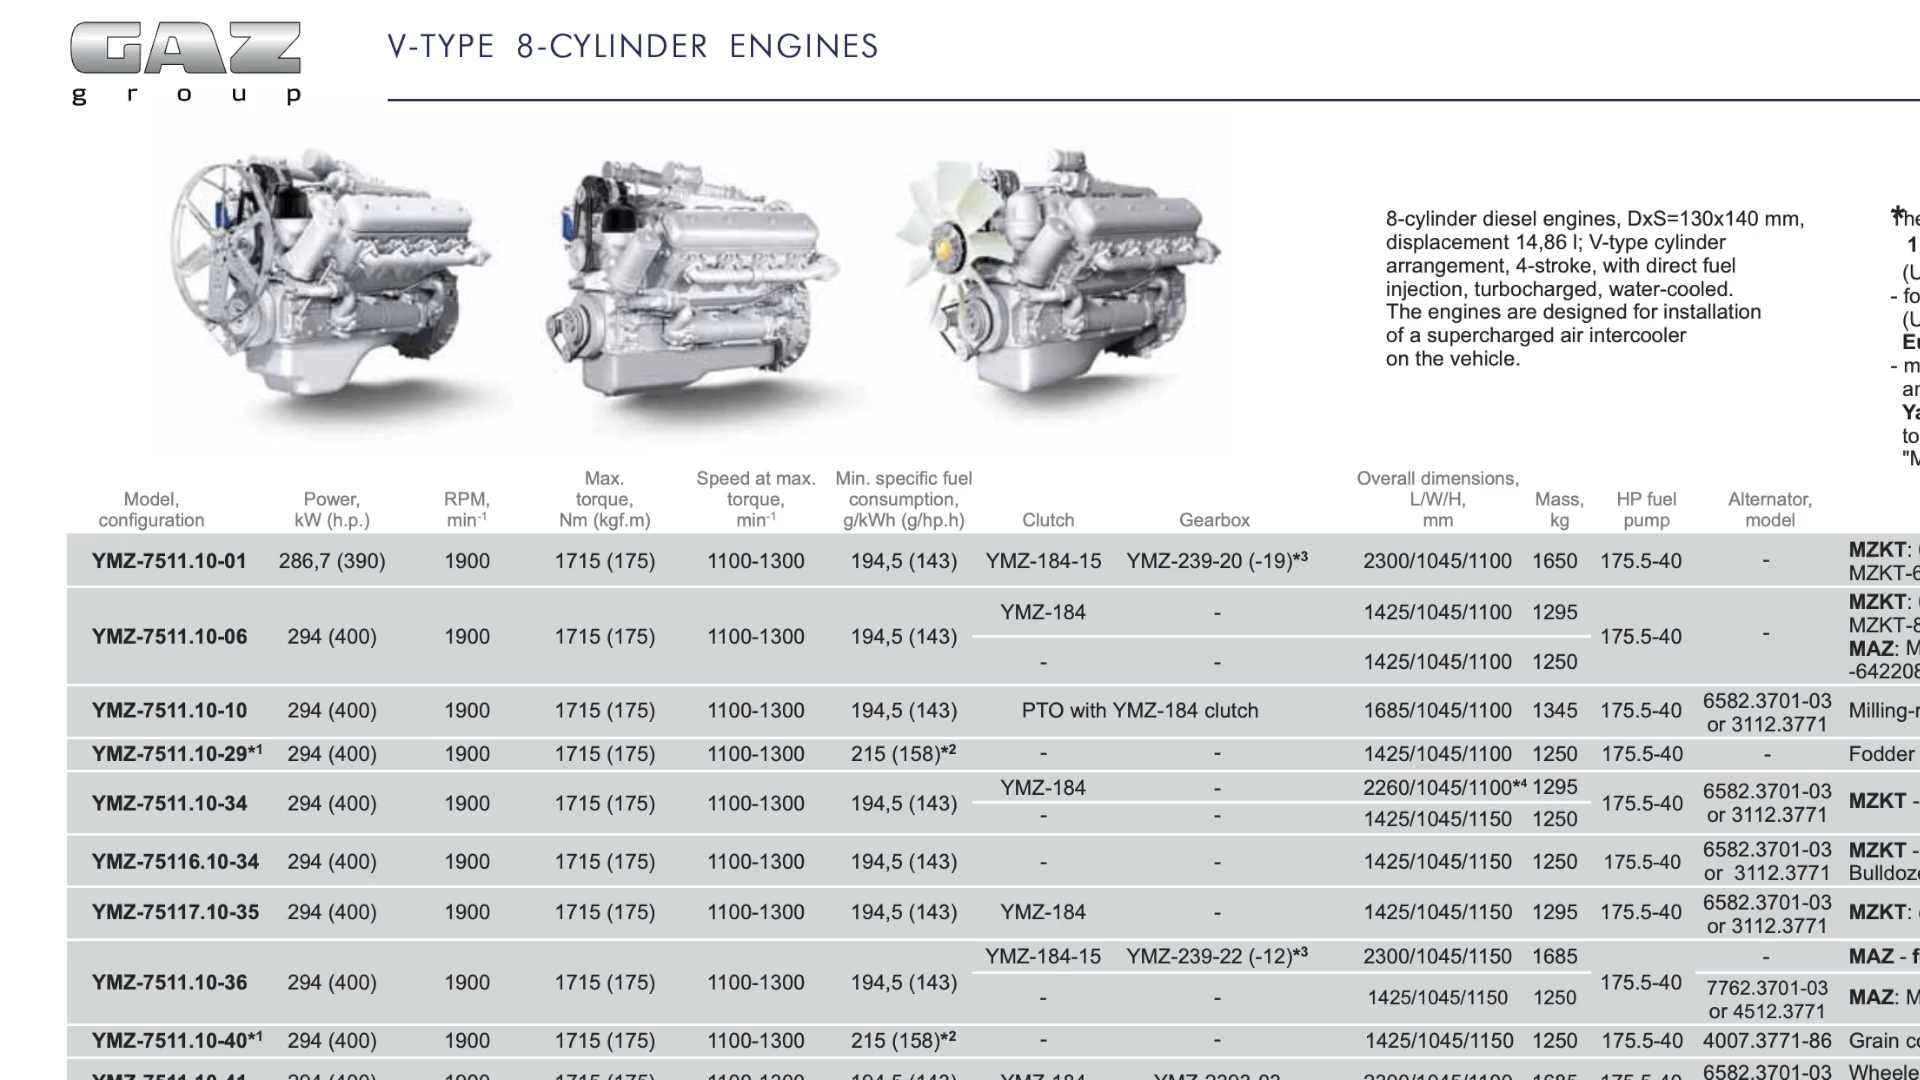 GAZ
group
V-TYPE 8-CYLINDER ENGINES
8-cylinder diesel engines, DxS=130x140 mm,
displacement 14,86 l; V-type cylinder
arrangement, 4-stroke, with direct fuel
injection, turbocharged, water-cooled.
The engines are designed for installation
of a supercharged air intercooler
on the vehicle.
*
1
-
-
to
Model, configuration
Power, kW (h.p.)
RPM, min-1
Max. torque, Nm (kgf.m)
Speed at max. torque, min-1
Min. specific fuel consumption, g/kWh (g/hp.h)
Clutch
Gearbox
Overall dimensions, L/W/H, mm
Mass, kg
HP fuel pump
Alternator, model
YMZ-7511.10-01 286,7 (390) 1900 1715 (175) 1100-1300 194,5 (143) YMZ-184-15 YMZ-239-20 (-19)*3 2300/1045/1100 1650 175.5-40 - MZKT:
YMZ-7511.10-06 294 (400) 1900 1715 (175) 1100-1300 194,5 (143) YMZ-184 - 1425/1045/1100 1295 175.5-40 - MZKT:
- - 1425/1045/1100 1250 MAZ:
YMZ-7511.10-10 294 (400) 1900 1715 (175) 1100-1300 194,5 (143) PTO with YMZ-184 clutch 1685/1045/1100 1345 175.5-40 6582.3701-03 or 3112.3771
YMZ-7511.10-29*1 294 (400) 1900 1715 (175) 1100-1300 215 (158)*2 - - 1425/1045/1100 1250 175.5-40 - Fodder
YMZ-7511.10-34 294 (400) 1900 1715 (175) 1100-1300 194,5 (143) YMZ-184 - 2260/1045/1100*4 1295 175.5-40 6582.3701-03 or 3112.3771 MZKT -
- - 1425/1045/1150 1250
YMZ-75116.10-34 294 (400) 1900 1715 (175) 1100-1300 194,5 (143) - - 1425/1045/1150 1250 175.5-40 6582.3701-03 or 3112.3771 MZKT -
YMZ-75117.10-35 294 (400) 1900 1715 (175) 1100-1300 194,5 (143) YMZ-184 - 1425/1045/1150 1295 175.5-40 6582.3701-03 or 3112.3771 MZKT:
YMZ-7511.10-36 294 (400) 1900 1715 (175) 1100-1300 194,5 (143) YMZ-184-15 YMZ-239-22 (-12)*3 2300/1045/1150 1685 175.5-40 - MAZ -
- - 1425/1045/1150 1250 7762.3701-03 or 4512.3771 MAZ:
YMZ-7511.10-40*1 294 (400) 1900 1715 (175) 1100-1300 215 (158)*2 - - 1425/1045/1150 1250 175.5-40 4007.3771-86 Grain
6582.3701-03